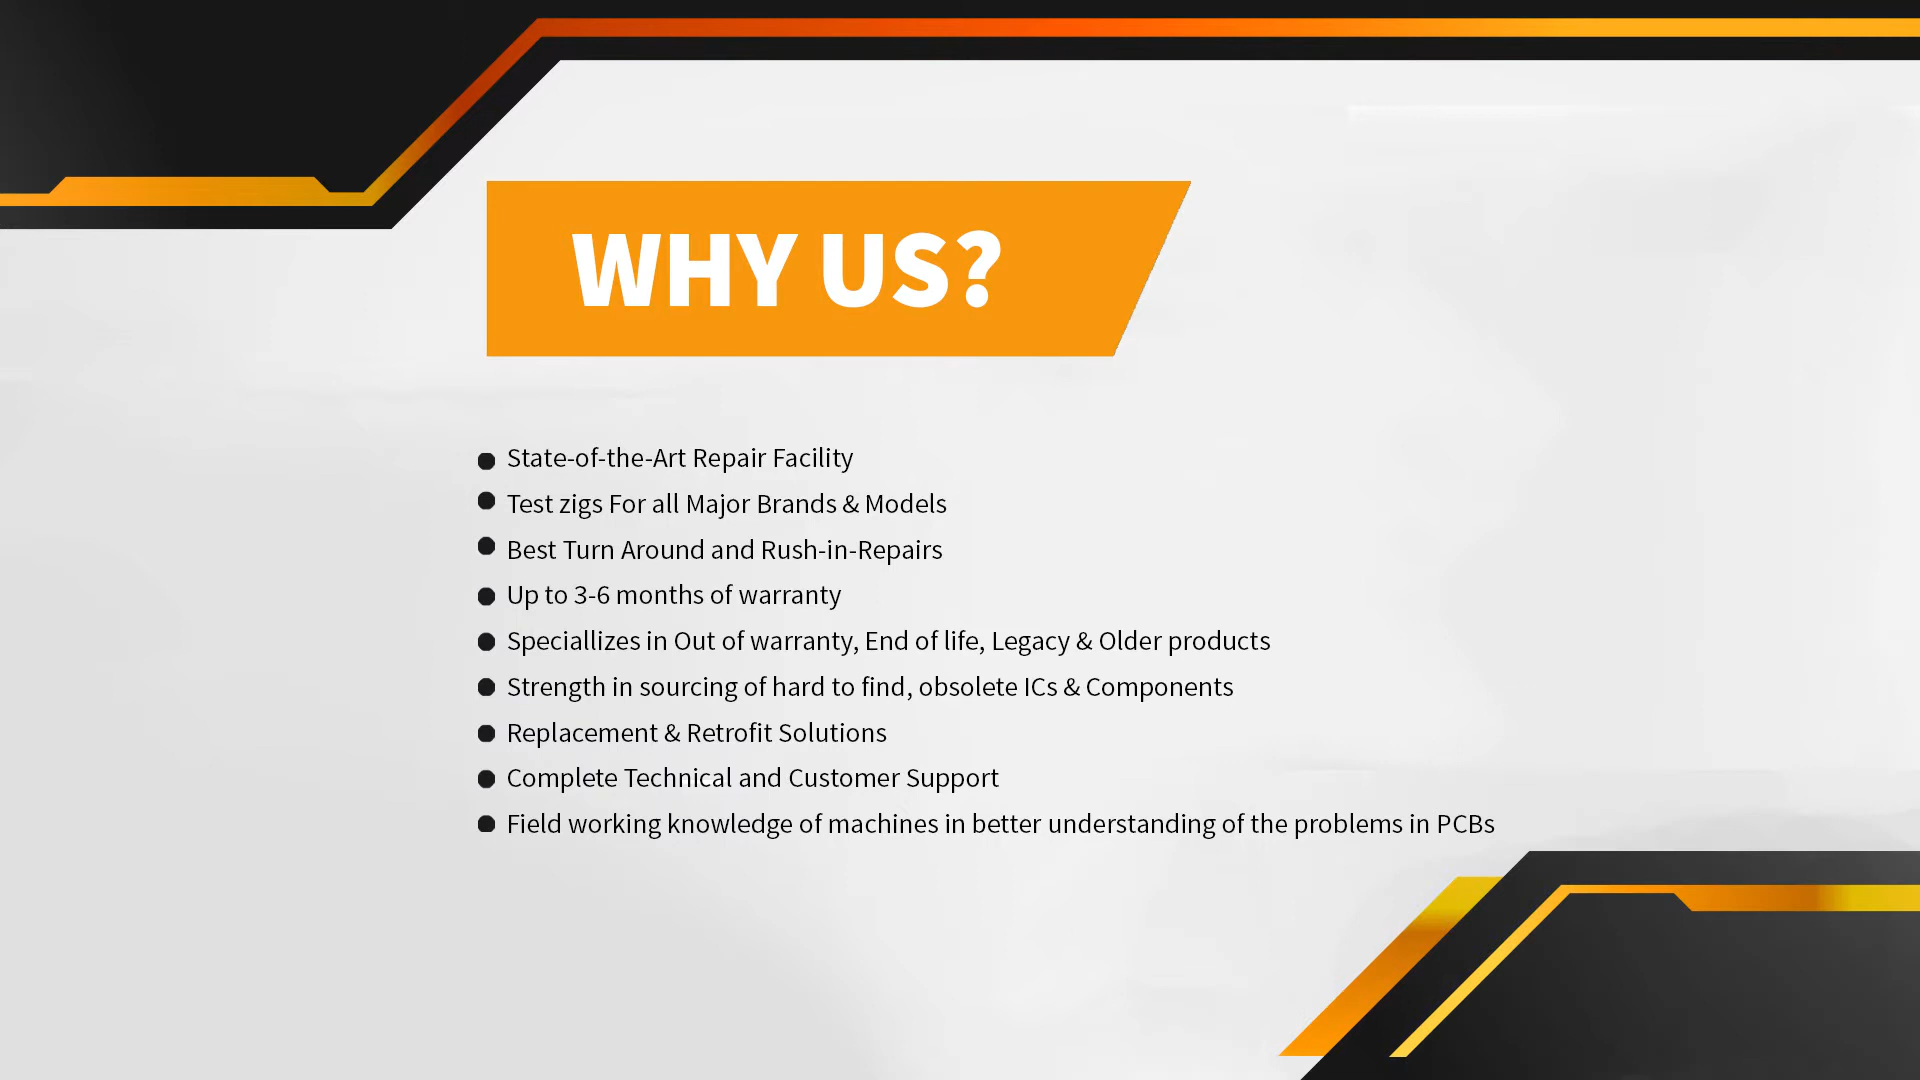 WHY US?
State-of-the-Art Repair Facility
Test zigs For all Major Brands & Models
Best Turn Around and Rush-in-Repairs
Up to 3-6 months of warranty
Speciallizes in Out of warranty, End of life, Legacy & Older products
Strength in sourcing of hard to find, obsolete ICs & Components
Replacement & Retrofit Solutions
Complete Technical and Customer Support
Field working knowledge of machines in better understanding of the problems in PCBs